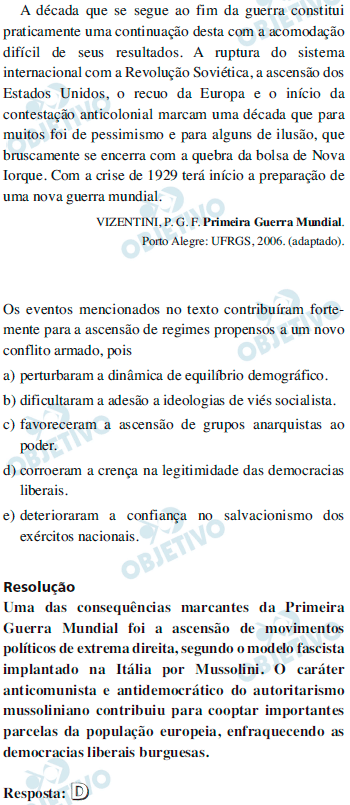 A década que se segue ao fim da guerra constitui
praticamente uma continuação desta com a acomodação
difícil de seus resultados. A ruptura do sistema
internacional com a Revolução Soviética, a ascensão dos
Estados Unidos, o recuo da Europa e o início da
contestação anticolonial marcam uma década que para
muitos foi de pessimismo e para alguns de ilusão, que
bruscamente se encerra com a quebra da bolsa de Nova
Iorque. Com a crise de 1929 terá início a preparação de
uma nova guerra mundial.
VIZENTINI, P. G. F. Primeira Guerra Mundial.
Porto Alegre: UFRGS, 2006. (adaptado).
Os eventos mencionados no texto contribuíram forte-
mente para a ascensão de regimes propensos a um novo
conflito armado, pois
a) perturbaram a dinâmica de equilíbrio demográfico.
b) dificultaram a adesão a ideologias de viés socialista.
c) favoreceram a ascensão de grupos anarquistas ao
poder.
d) corroeram a crença na legitimidade das democracias
liberais.
e) deterioraram a confiança no salvacionismo dos
exércitos nacionais.
Resolução
Uma das consequências marcantes da Primeira
Guerra Mundial foi a ascensão de movimentos
políticos de extrema direita, segundo o modelo fascista
implantado na Itália por Mussolini. O caráter
anticomunista e antidemocrático do autoritarismo
mussoliniano contribuiu para cooptar importantes
parcelas da população europeia, enfraquecendo as
democracias liberais burguesas.
Resposta: D
OBJETIVO
OBJETIVO
OBJETIVO
OBJETIVO
OBJETIVO
OBJETIVO
OBJETIVO
OBJETIVO
OBJETIVO